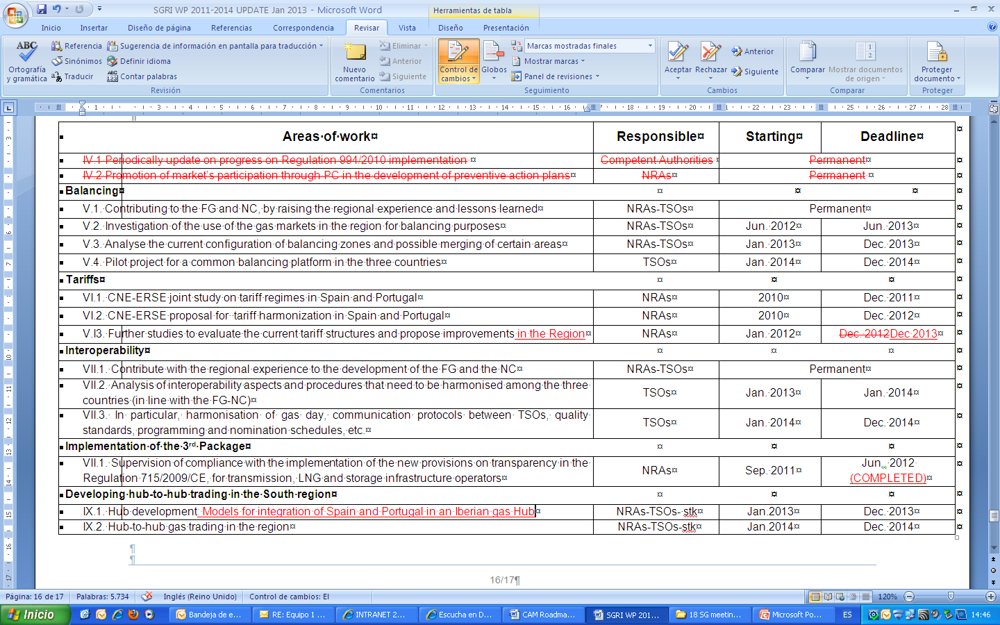 SGRI WP 2011-2014 UPDATE Jan 2013 - Microsoft Word
Herramientas de tabla
Inicio Insertar Diseño de página Referencias Correspondencia Revisar Vista Diseño Presentación
ABC Ortografía y gramática
Referencia
Sinónimos
Traducir
Sugerencia de información en pantalla para traducción
Definir idioma
Contar palabras
Revisión
Nuevo comentario
Eliminar
Anterior
Siguiente
Comentarios
Control de cambios
Globos
Marcas mostradas finales
Mostrar marcas
Panel de revisiones
Seguimiento
Aceptar Rechazar
Anterior
Siguiente
Cambios
Comparar
Mostrar documentos de origen
Comparar
Proteger documento
Proteger
Areas of work¤ Responsible¤ Starting¤ Deadline¤
IV.1 Periodically update on progress on Regulation 994/2010 implementation ¤ Competent Authorities Permanent¤
IV.2 Promotion of market's participation through PC in the development of preventive action plans¤ NRAs¤ Permanent ¤
Balancing¤
V.1. Contributing to the FG and NC, by raising the regional experience and lessons learned¤ NRAs-TSOs¤ Permanent¤
V.2. Investigation of the use of the gas markets in the region for balancing purposes¤ NRAs-TSOs¤ Jun. 2012¤ Jun. 2013¤
V.3. Analyse the current configuration of balancing zones and possible merging of certain areas¤ NRAs-TSOs¤ Jan. 2013¤ Dec. 2013¤
V.4. Pilot project for a common balancing platform in the three countries¤ TSOs¤ Jan. 2014¤ Dec. 2014¤
Tariffs¤
VI.1. CNE-ERSE joint study on tariff regimes in Spain and Portugal¤ NRAs¤ 2010¤ Dec. 2011¤
VI.2. CNE-ERSE proposal for tariff harmonization in Spain and Portugal¤ NRAs¤ 2010¤ Dec. 2012¤
V.I3. Further studies to evaluate the current tariff structures and propose improvements in the Region¤ NRAs¤ Jan. 2012¤ Dec. 2012Dec 2013¤
Interoperability¤
VII.1. Contribute with the regional experience to the development of the FG and the NC¤ NRAs-TSOs¤ Permanent¤
VII.2. Analysis of interoperability aspects and procedures that need to be harmonised among the three
countries (in line with the FG-NC)¤ TSOs¤ Jan. 2013¤ Jan. 2014¤
VII.3. In particular, harmonisation of gas day, communication protocols between TSOs, quality
standards, programming and nomination schedules, etc.¤ TSOs¤ Jan. 2014¤ Dec. 2014¤
Implementation of the 3rd Package¤
VII.1. Supervision of compliance with the implementation of the new provisions on transparency in the
Regulation 715/2009/CE, for transmission, LNG and storage infrastructure operators¤ NRAs¤ Sep. 2011¤ Jun. 2012 (COMPLETED)¤
Developing hub-to-hub trading in the South region¤
IX.1. Hub development: Models for integration of Spain and Portugal in an Iberian gas Hub¤ NRAs-TSOs- stk¤ Jan.2013¤ Dec. 2013¤
IX.2. Hub-to-hub gas trading in the region¤ NRAs-TSOs-stk¤ Jan.2014¤ Dec. 2014¤
¶
¶
16/17¶
Página: 16 de 17 Palabras: 5.734 Inglés (Reino Unido) Control de cambios: El 120%
Inicio Bandeja de e... RE: Equipo 1 ... INTRANET 2... Escucha en D... CAM Roadma... SGRI WP 201... 18 SG meetin... Microsoft Po... ES 14:46